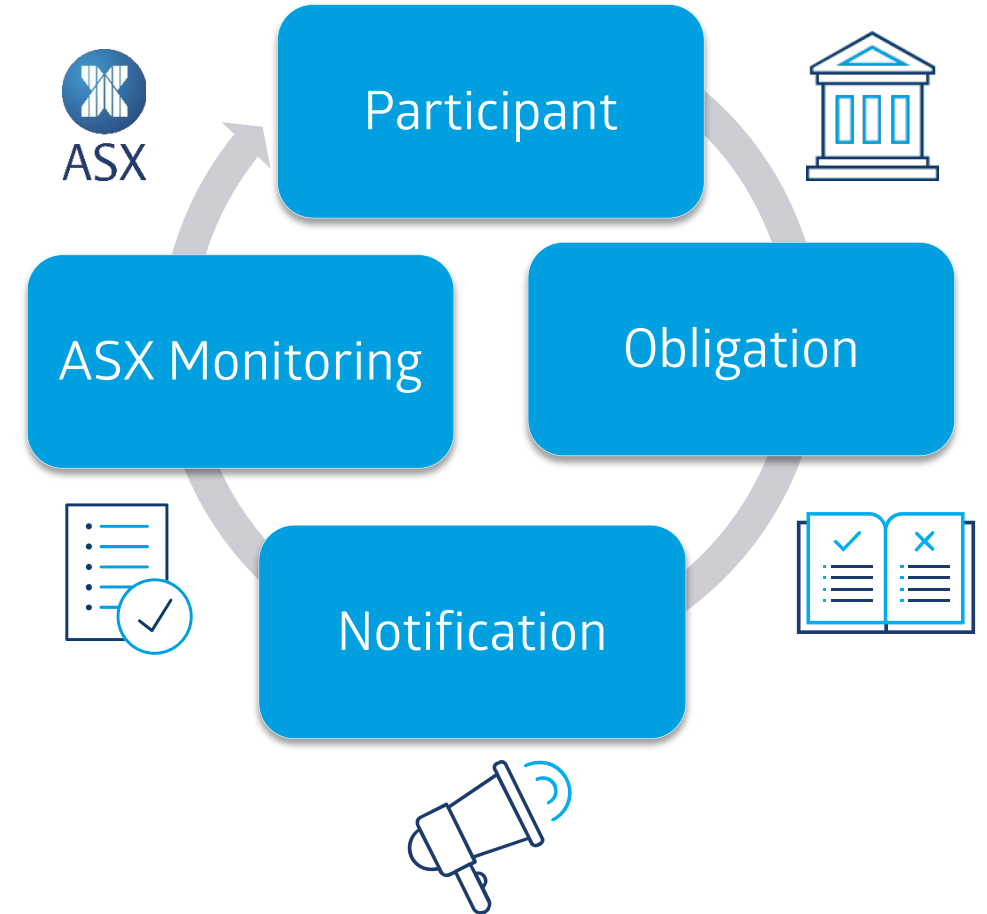 ASX
Participant
ASX Monitoring
Obligation
Notification